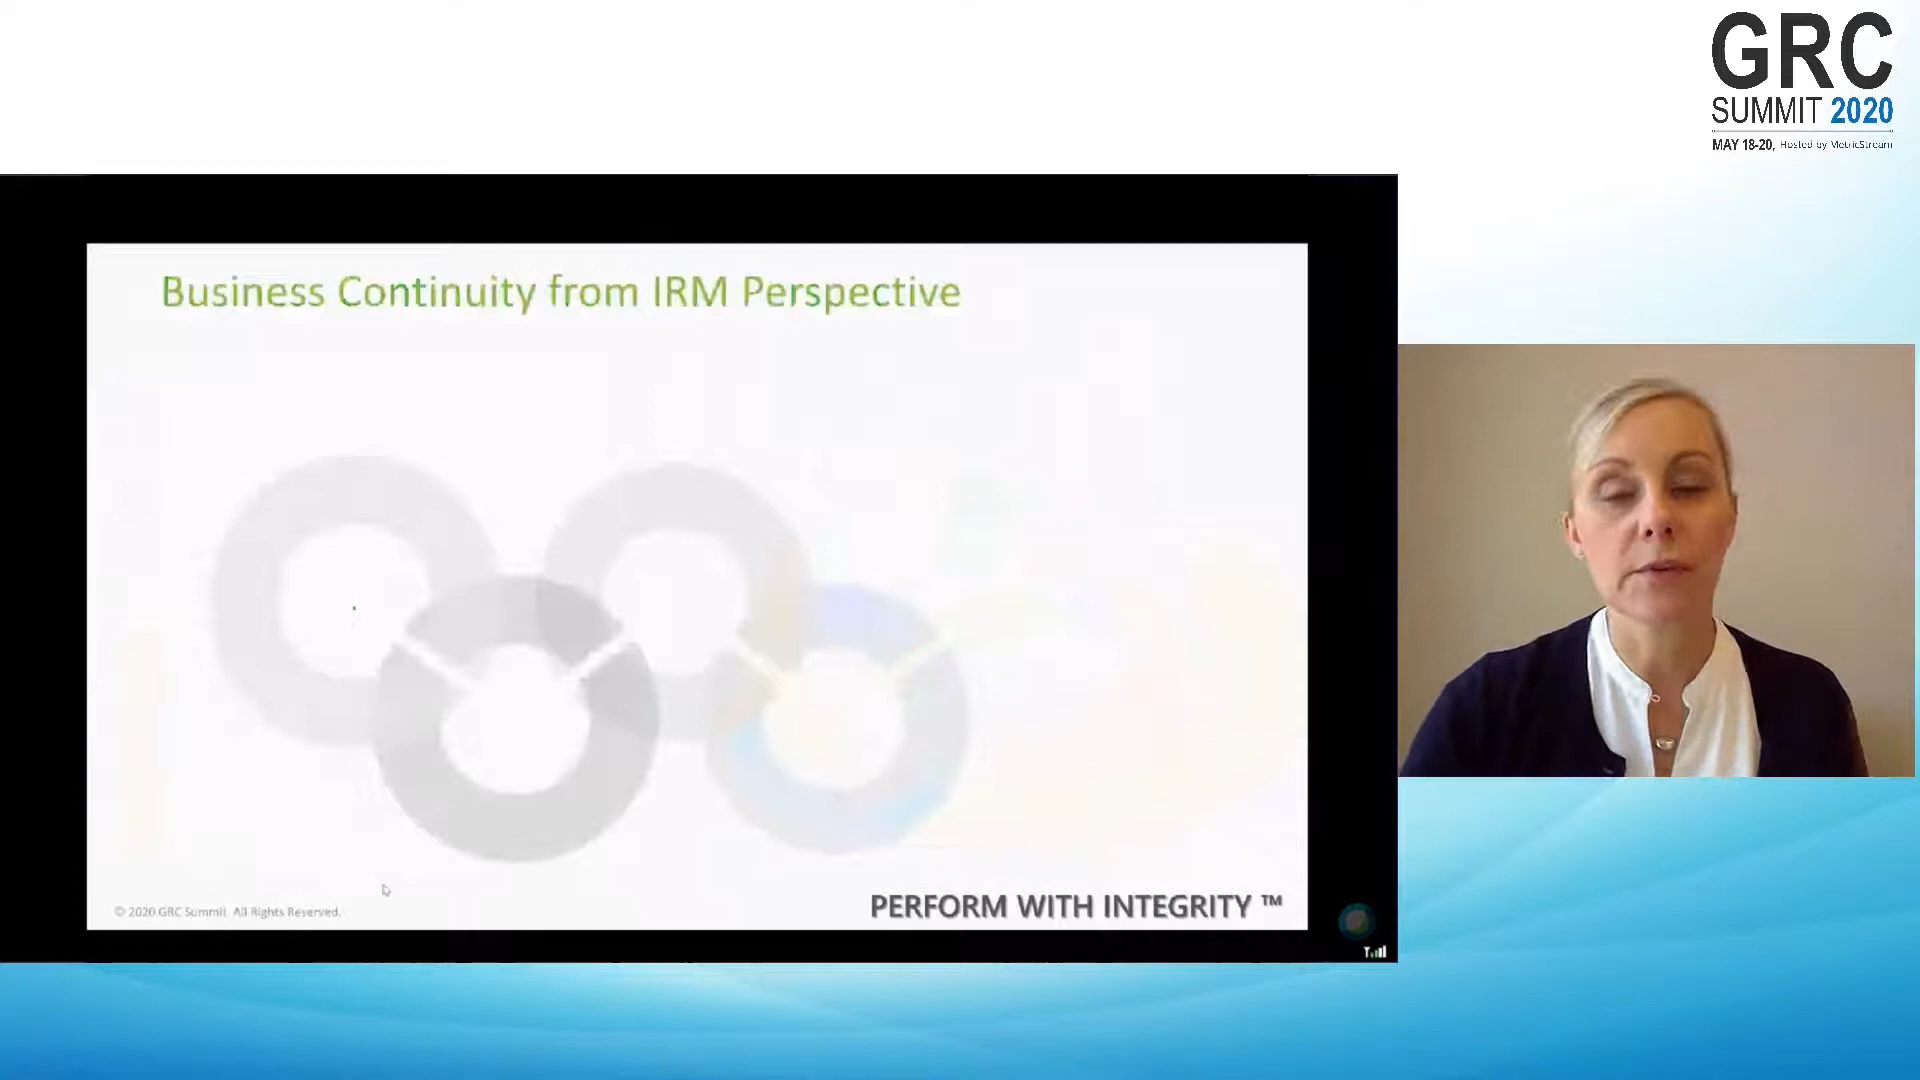 GRC
SUMMIT 2020
MAY 18-20, Hosted by MetricStream
Business Continuity from IRM Perspective
© 2020 GRC Summit. All Rights Reserved.
PERFORM WITH INTEGRITY ™